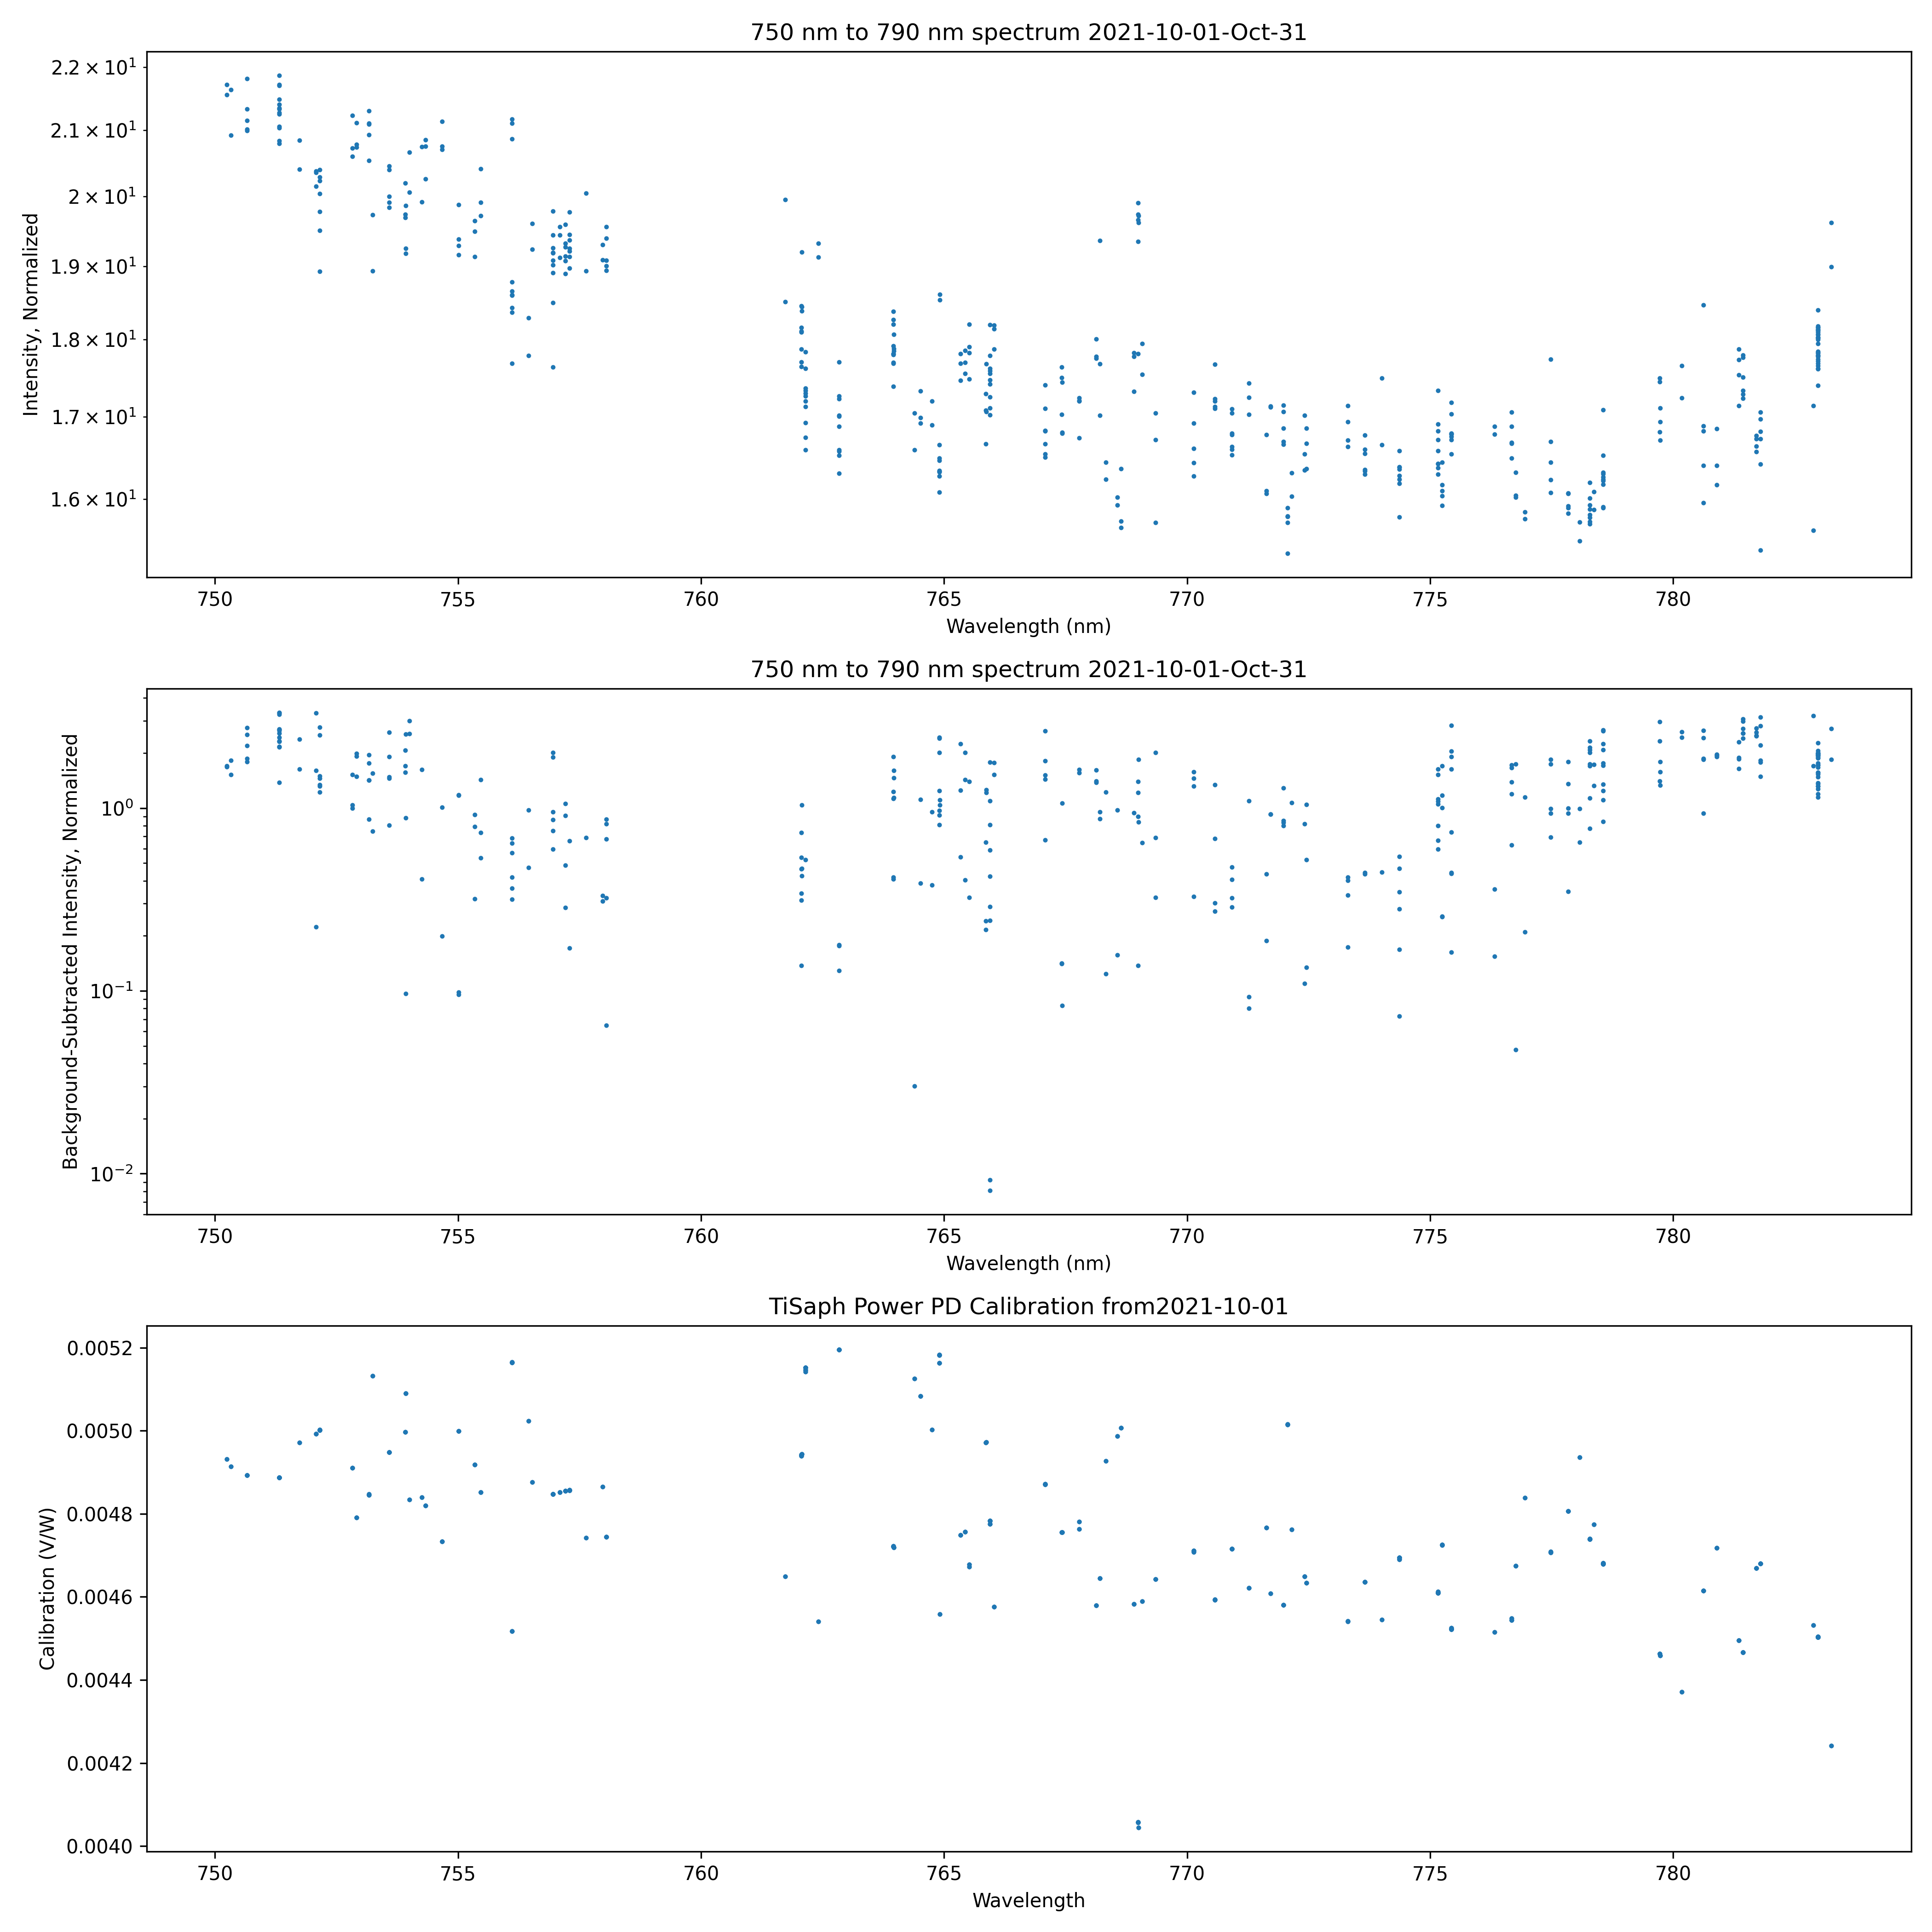 750 nm to 790 nm spectrum 2021-10-01-Oct-31
Intensity, Normalized
2.2 × 10¹
2.1 × 10¹
2 × 10¹
1.9 × 10¹
1.8 × 10¹
1.7 × 10¹
1.6 × 10¹
750 755 760 765 770 775 780
Wavelength (nm)
750 nm to 790 nm spectrum 2021-10-01-Oct-31
Background-Subtracted Intensity, Normalized
10⁰
10⁻¹
10⁻²
750 755 760 765 770 775 780
Wavelength (nm)
TiSaph Power PD Calibration from2021-10-01
Calibration (V/W)
0.0052
0.0050
0.0048
0.0046
0.0044
0.0042
0.0040
750 755 760 765 770 775 780
Wavelength